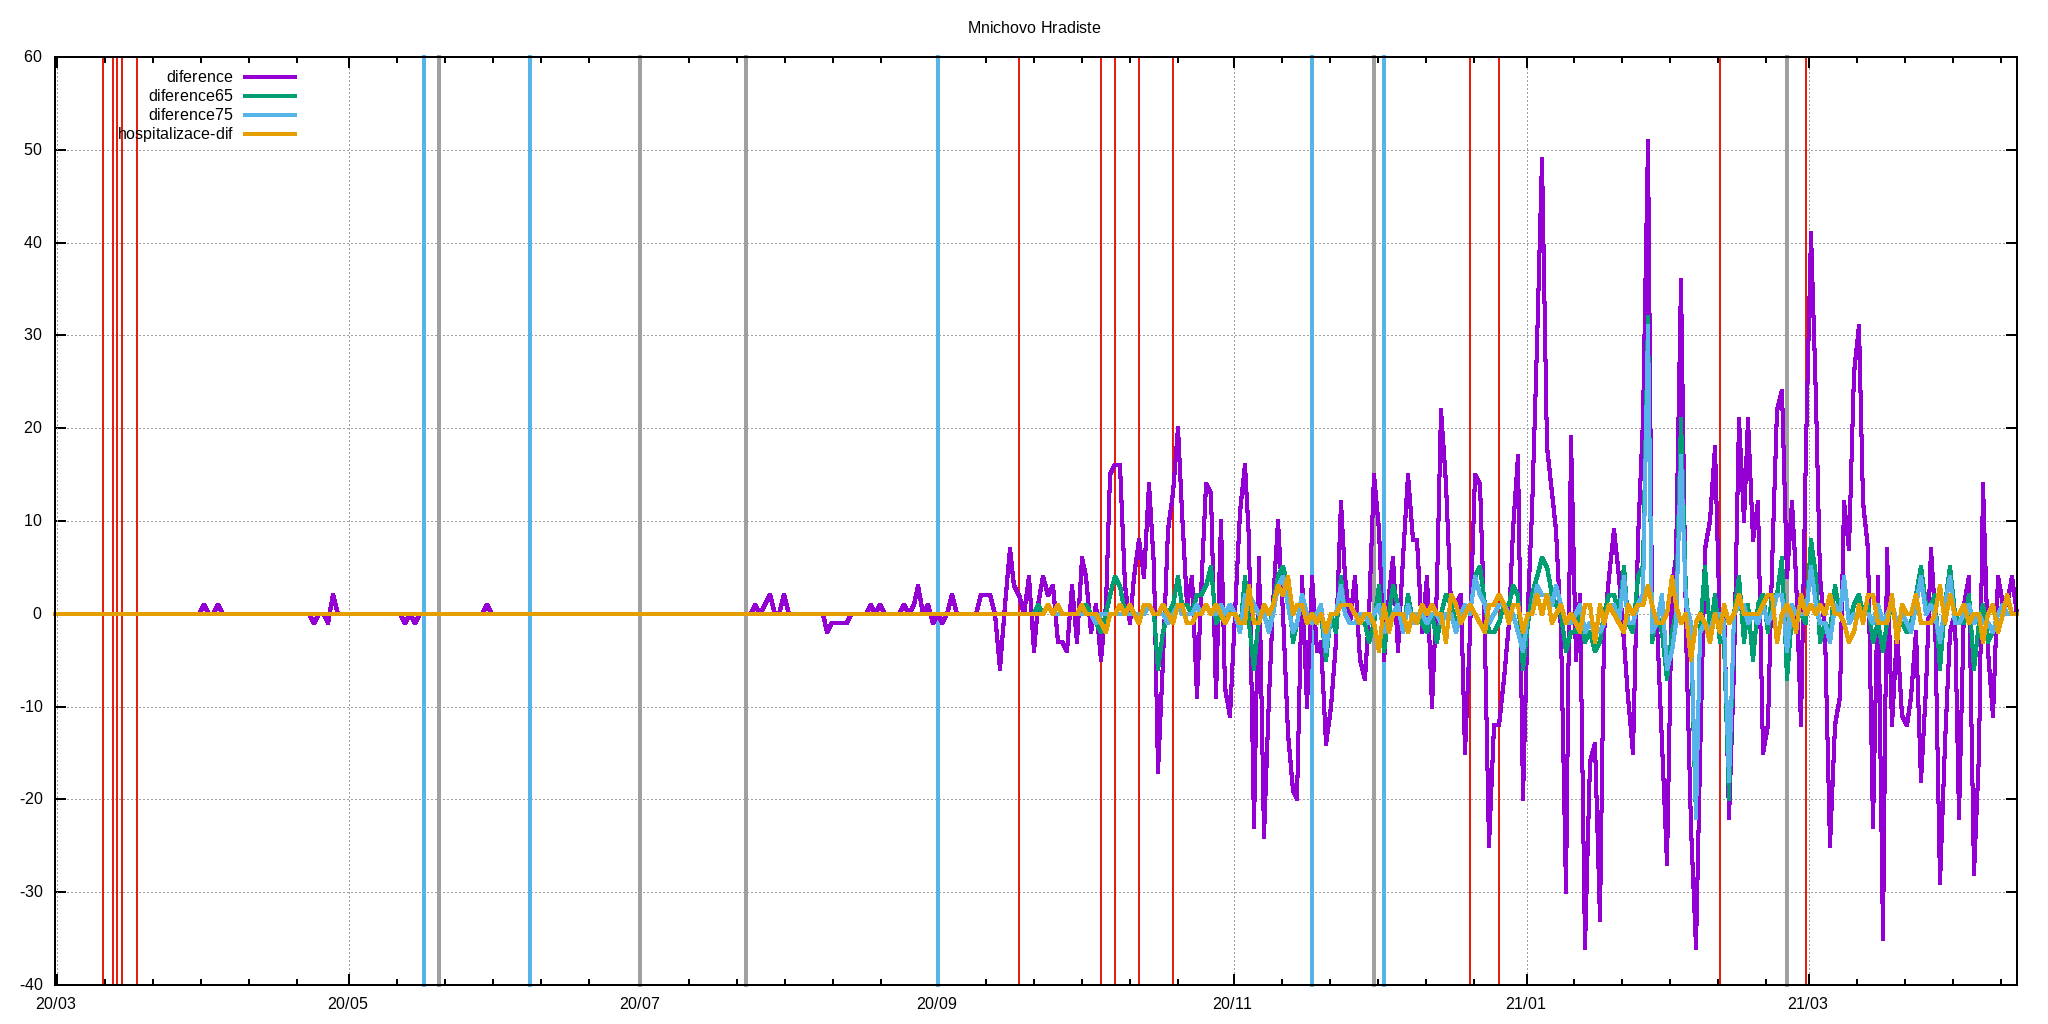 Mnichovo Hradiste
diference
diference65
diference75
hospitalizace-dif
60
50
40
30
20
10
0
-10
-20
-30
-40
20/03 20/05 20/07 20/09 20/11 21/01 21/03